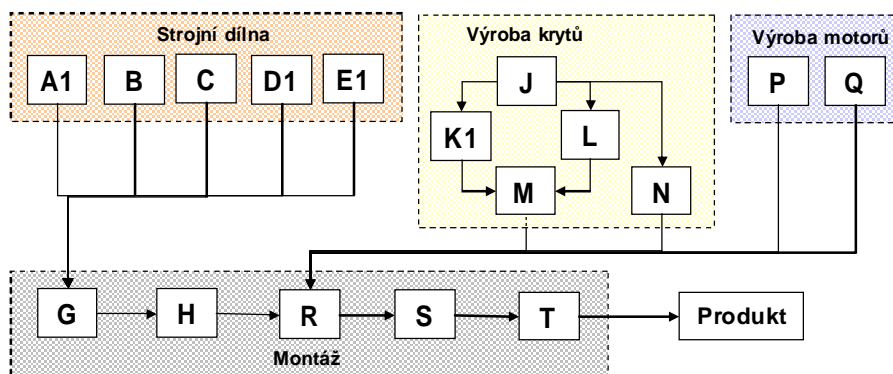 Strojní dílna
A1 B C D1 E1
Výroba krytů
J
K1 L
M N
Výroba motorů
P Q
G H R S T Produkt
Montáž